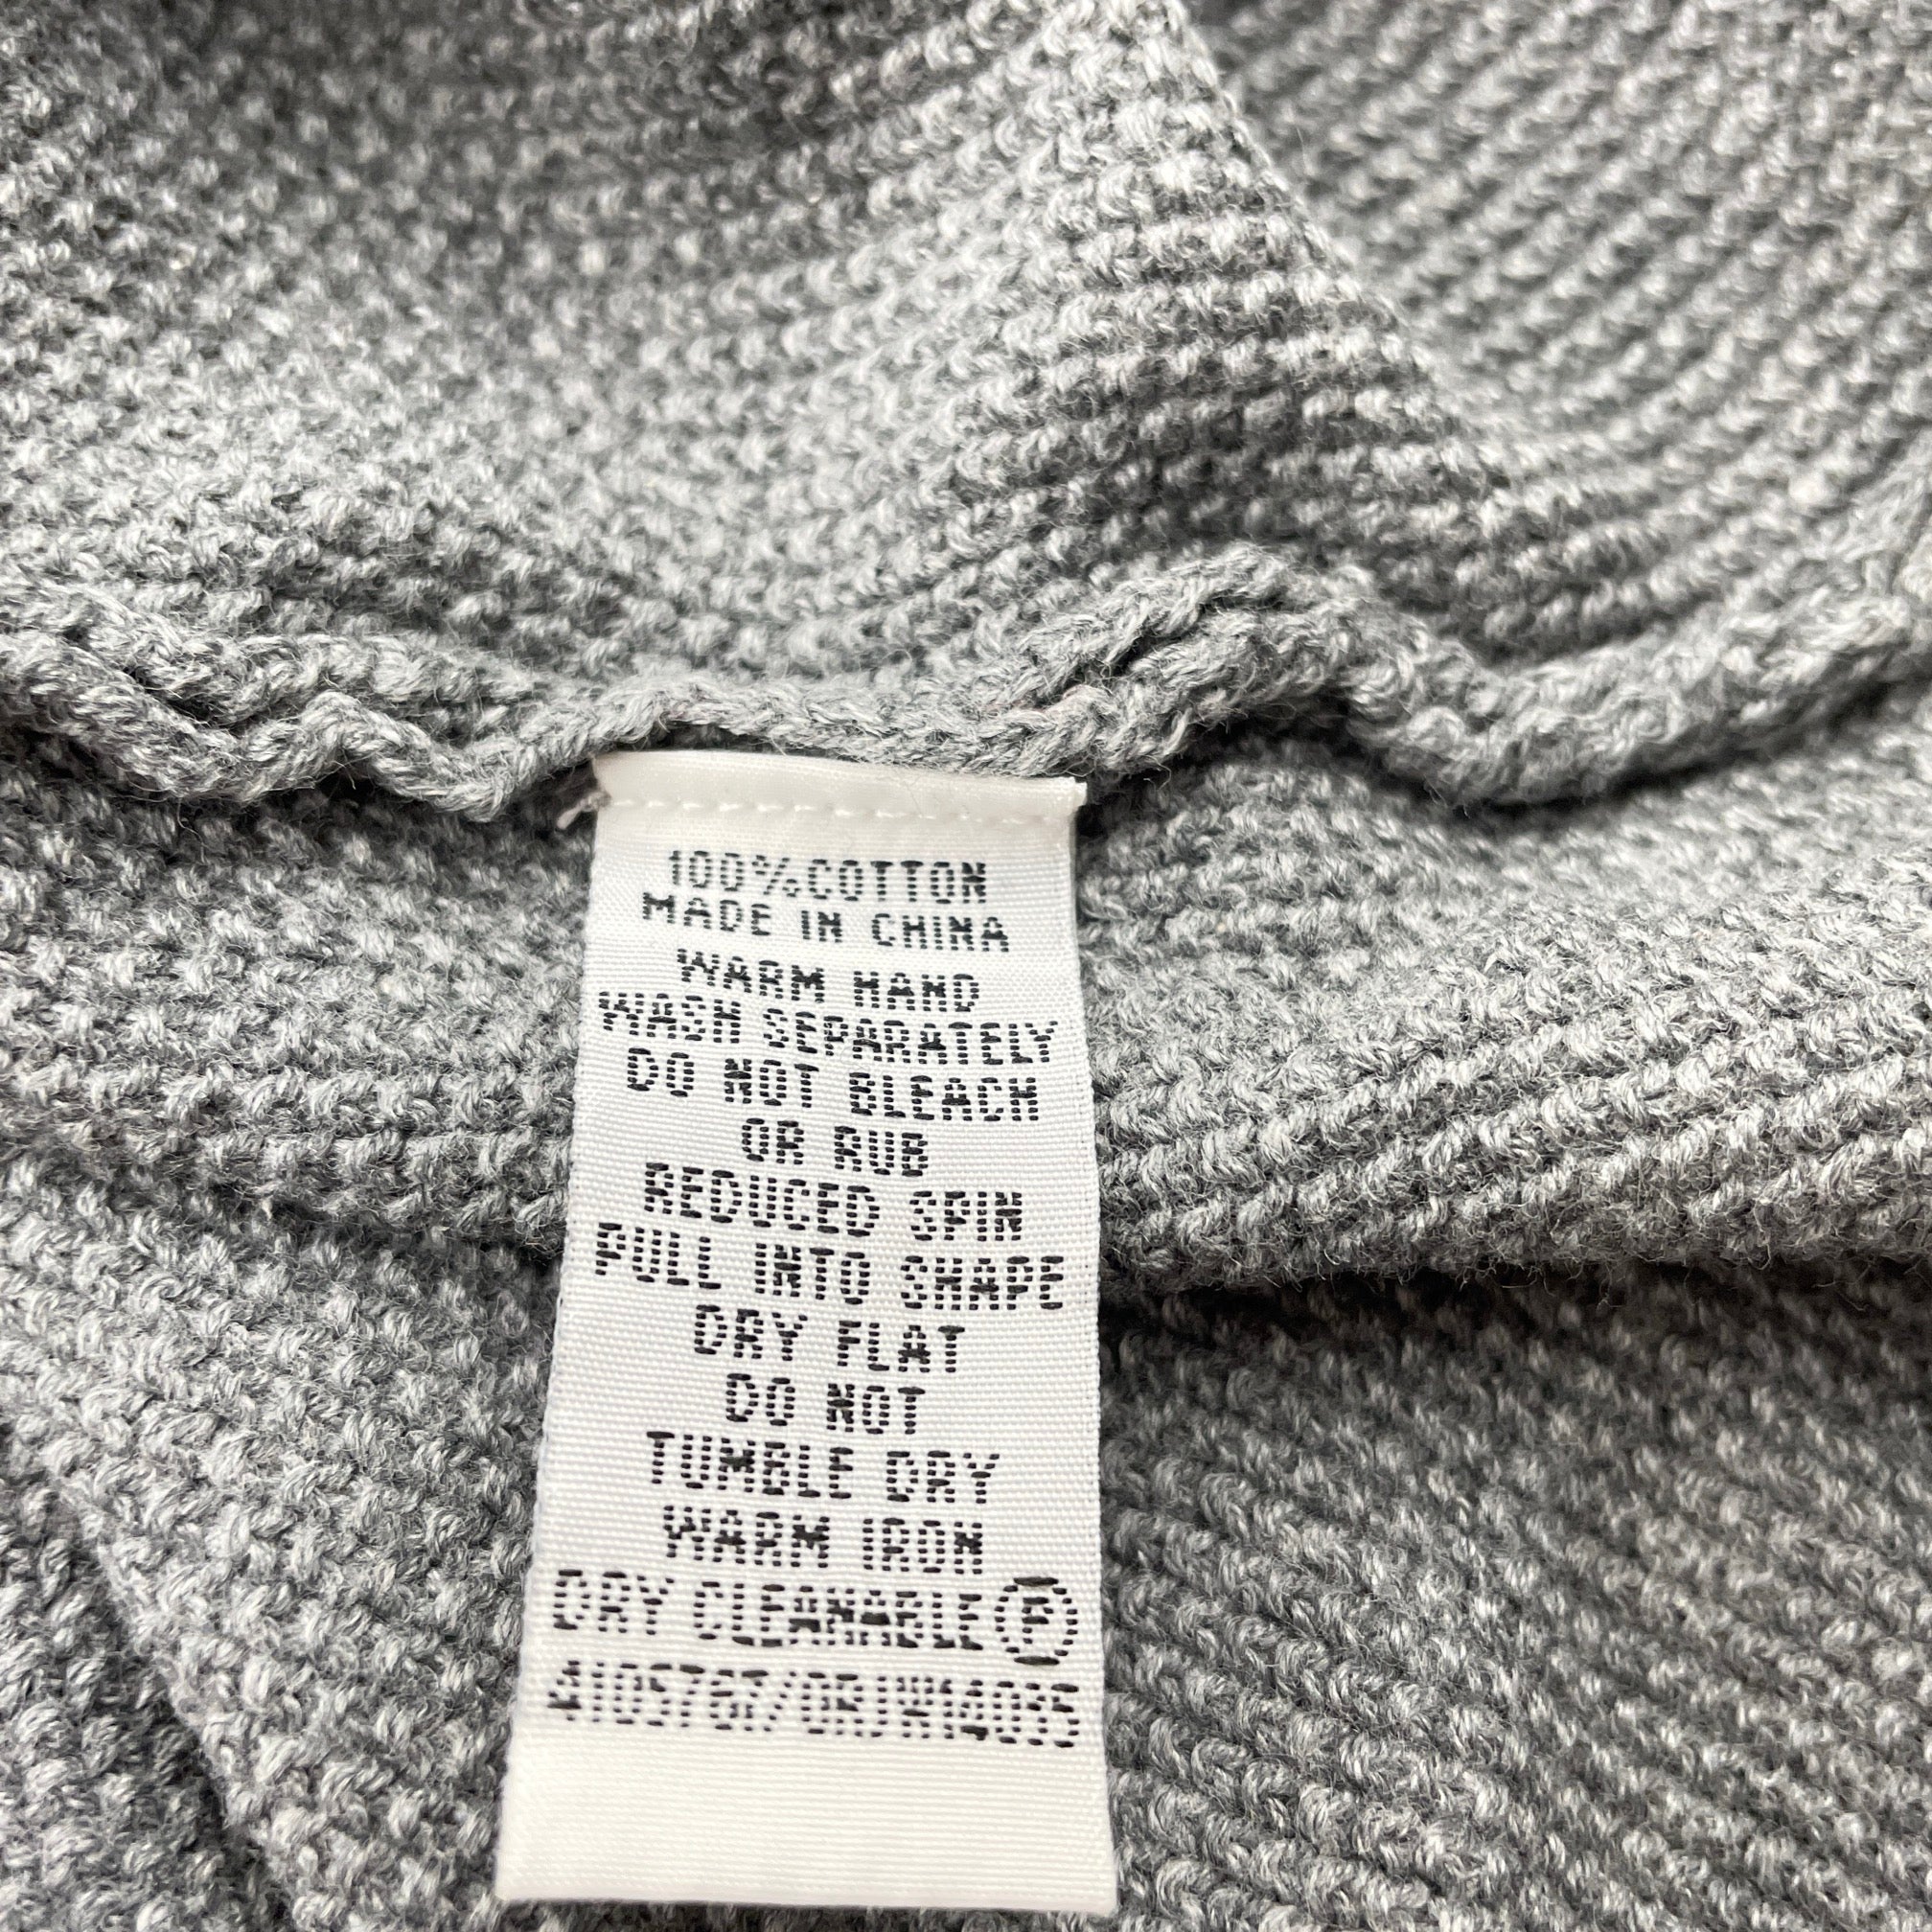 100%COTTON
MADE IN CHINA
WARM HAND
WASH SEPARATELY
DO NOT BLEACH
OR RUB
REDUCED SPIN
PULL INTO SHAPE
DRY FLAT
DO NOT
TUMBLE DRY
WARM IRON
DRY CLEANABLE Ⓟ